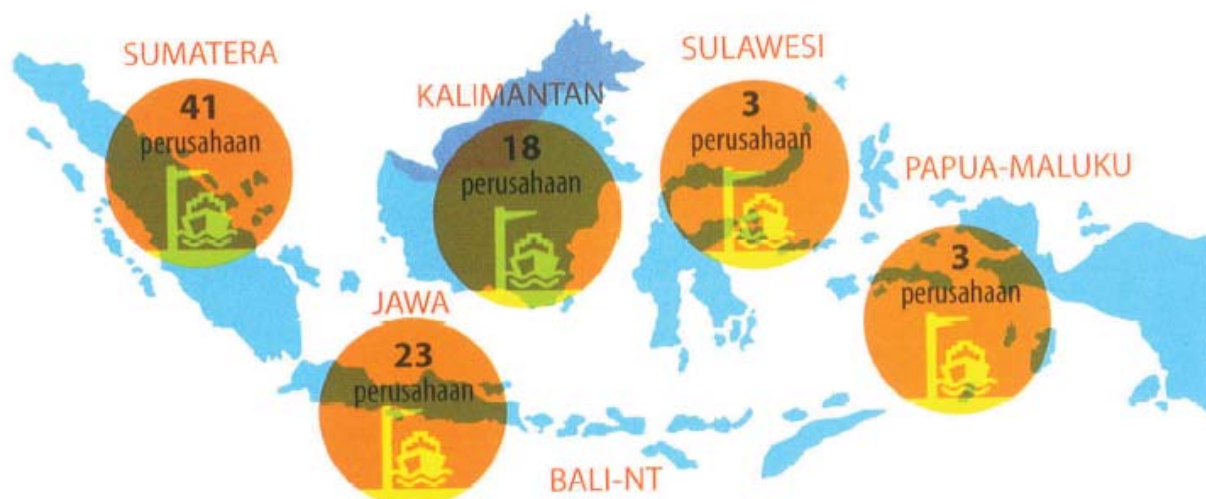 SUMATERA
41
perusahaan
KALIMANTAN
18
perusahaan
SULAWESI
3
perusahaan
PAPUA-MALUKU
3
perusahaan
JAWA
23
perusahaan
BALI-NT